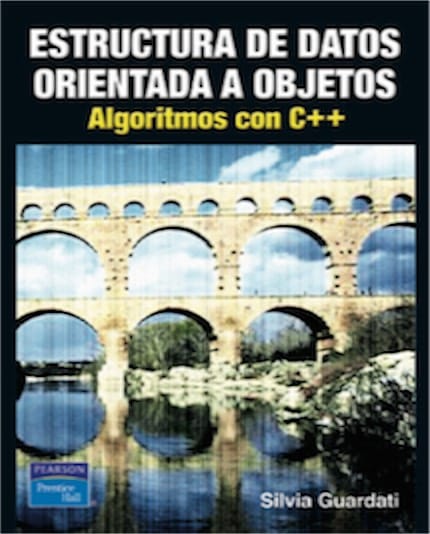 ESTRUCTURA DE DATOS
ORIENTADA A OBJETOS
Algoritmos con C++
PEARSON
Prentice
Hall
Silvia Guardati